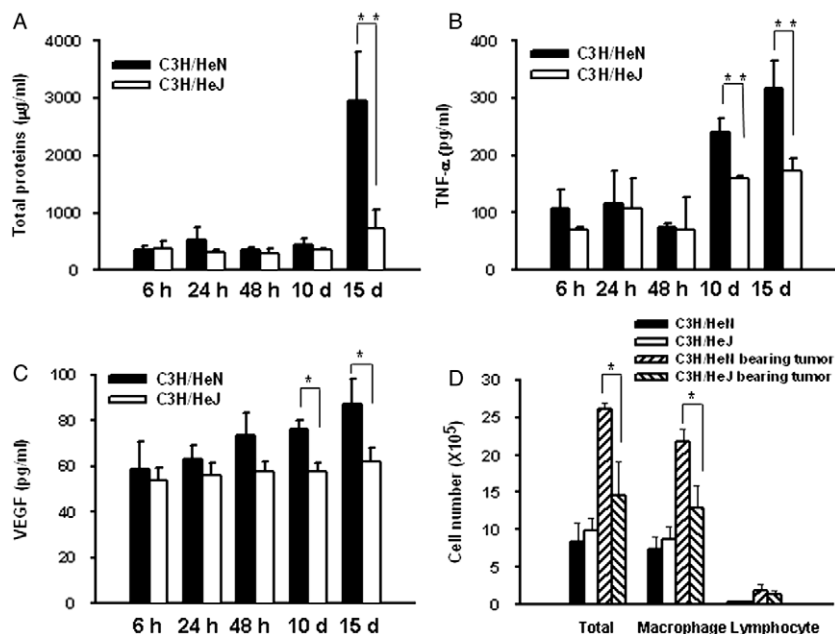 A
* *
4000
3000
2000
1000
0
Total proteins (μg/ml)
C3H/HeN
C3H/HeJ
6 h 24 h 48 h 10 d 15 d
B
* *
* *
400
300
200
100
0
TNF-α (pg/ml)
C3H/HeN
C3H/HeJ
6 h 24 h 48 h 10 d 15 d
C
*
*
100
80
60
40
20
0
VEGF (pg/ml)
C3H/HeN
C3H/HeJ
6 h 24 h 48 h 10 d 15 d
D
C3H/HeN
C3H/HeJ
C3H/HeN bearing tumor
C3H/HeJ bearing tumor
*
*
30
25
20
15
10
5
0
Cell number (X10⁵)
Total Macrophage Lymphocyte